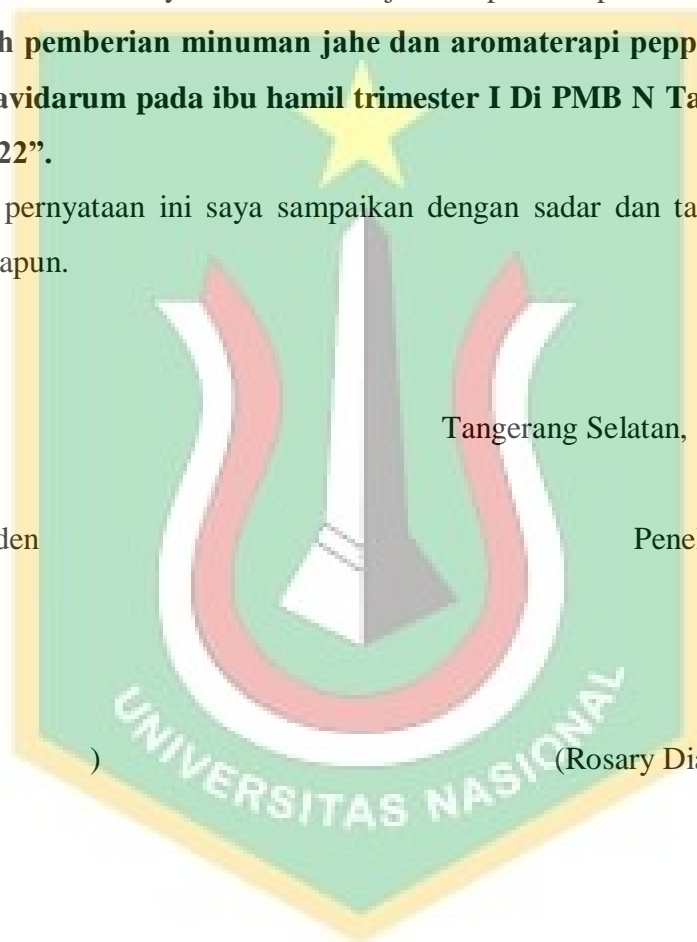 h pemberian minuman jahe dan aromaterapi pepp
avidarum pada ibu hamil trimester I Di PMB N Ta
22”.
pernyataan ini saya sampaikan dengan sadar dan ta
apun.
Tangerang Selatan,
den Pene
) (Rosary Dia
UNIVERSITAS NASIONAL